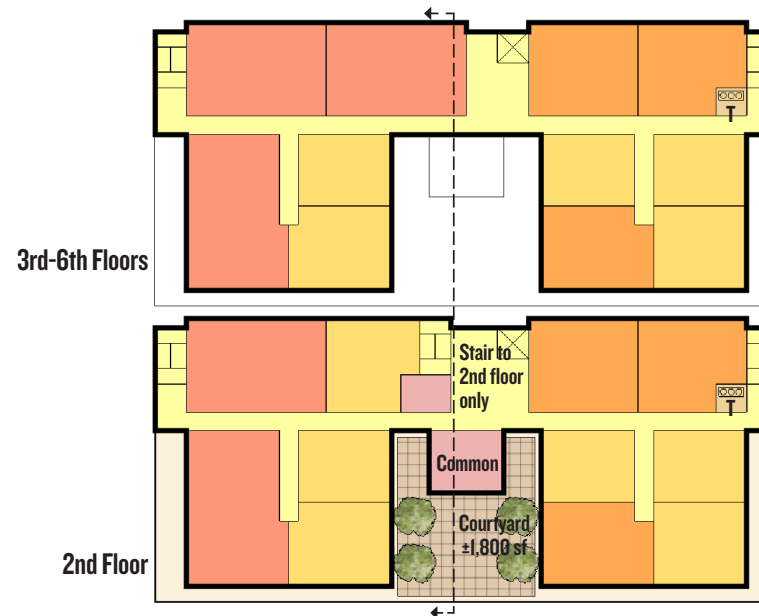 T
3rd-6th Floors
Stair to
2nd floor
only
T
Common
Courtyard
±1,800 sf
2nd Floor